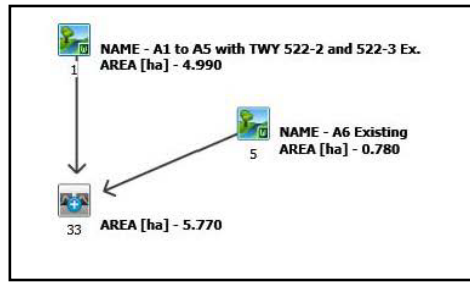 NAME - A1 to A5 with TWY 522-2 and 522-3 Ex.
AREA [ha] - 4.990
1
NAME - A6 Existing
AREA [ha] - 0.780
5
AREA [ha] - 5.770
33